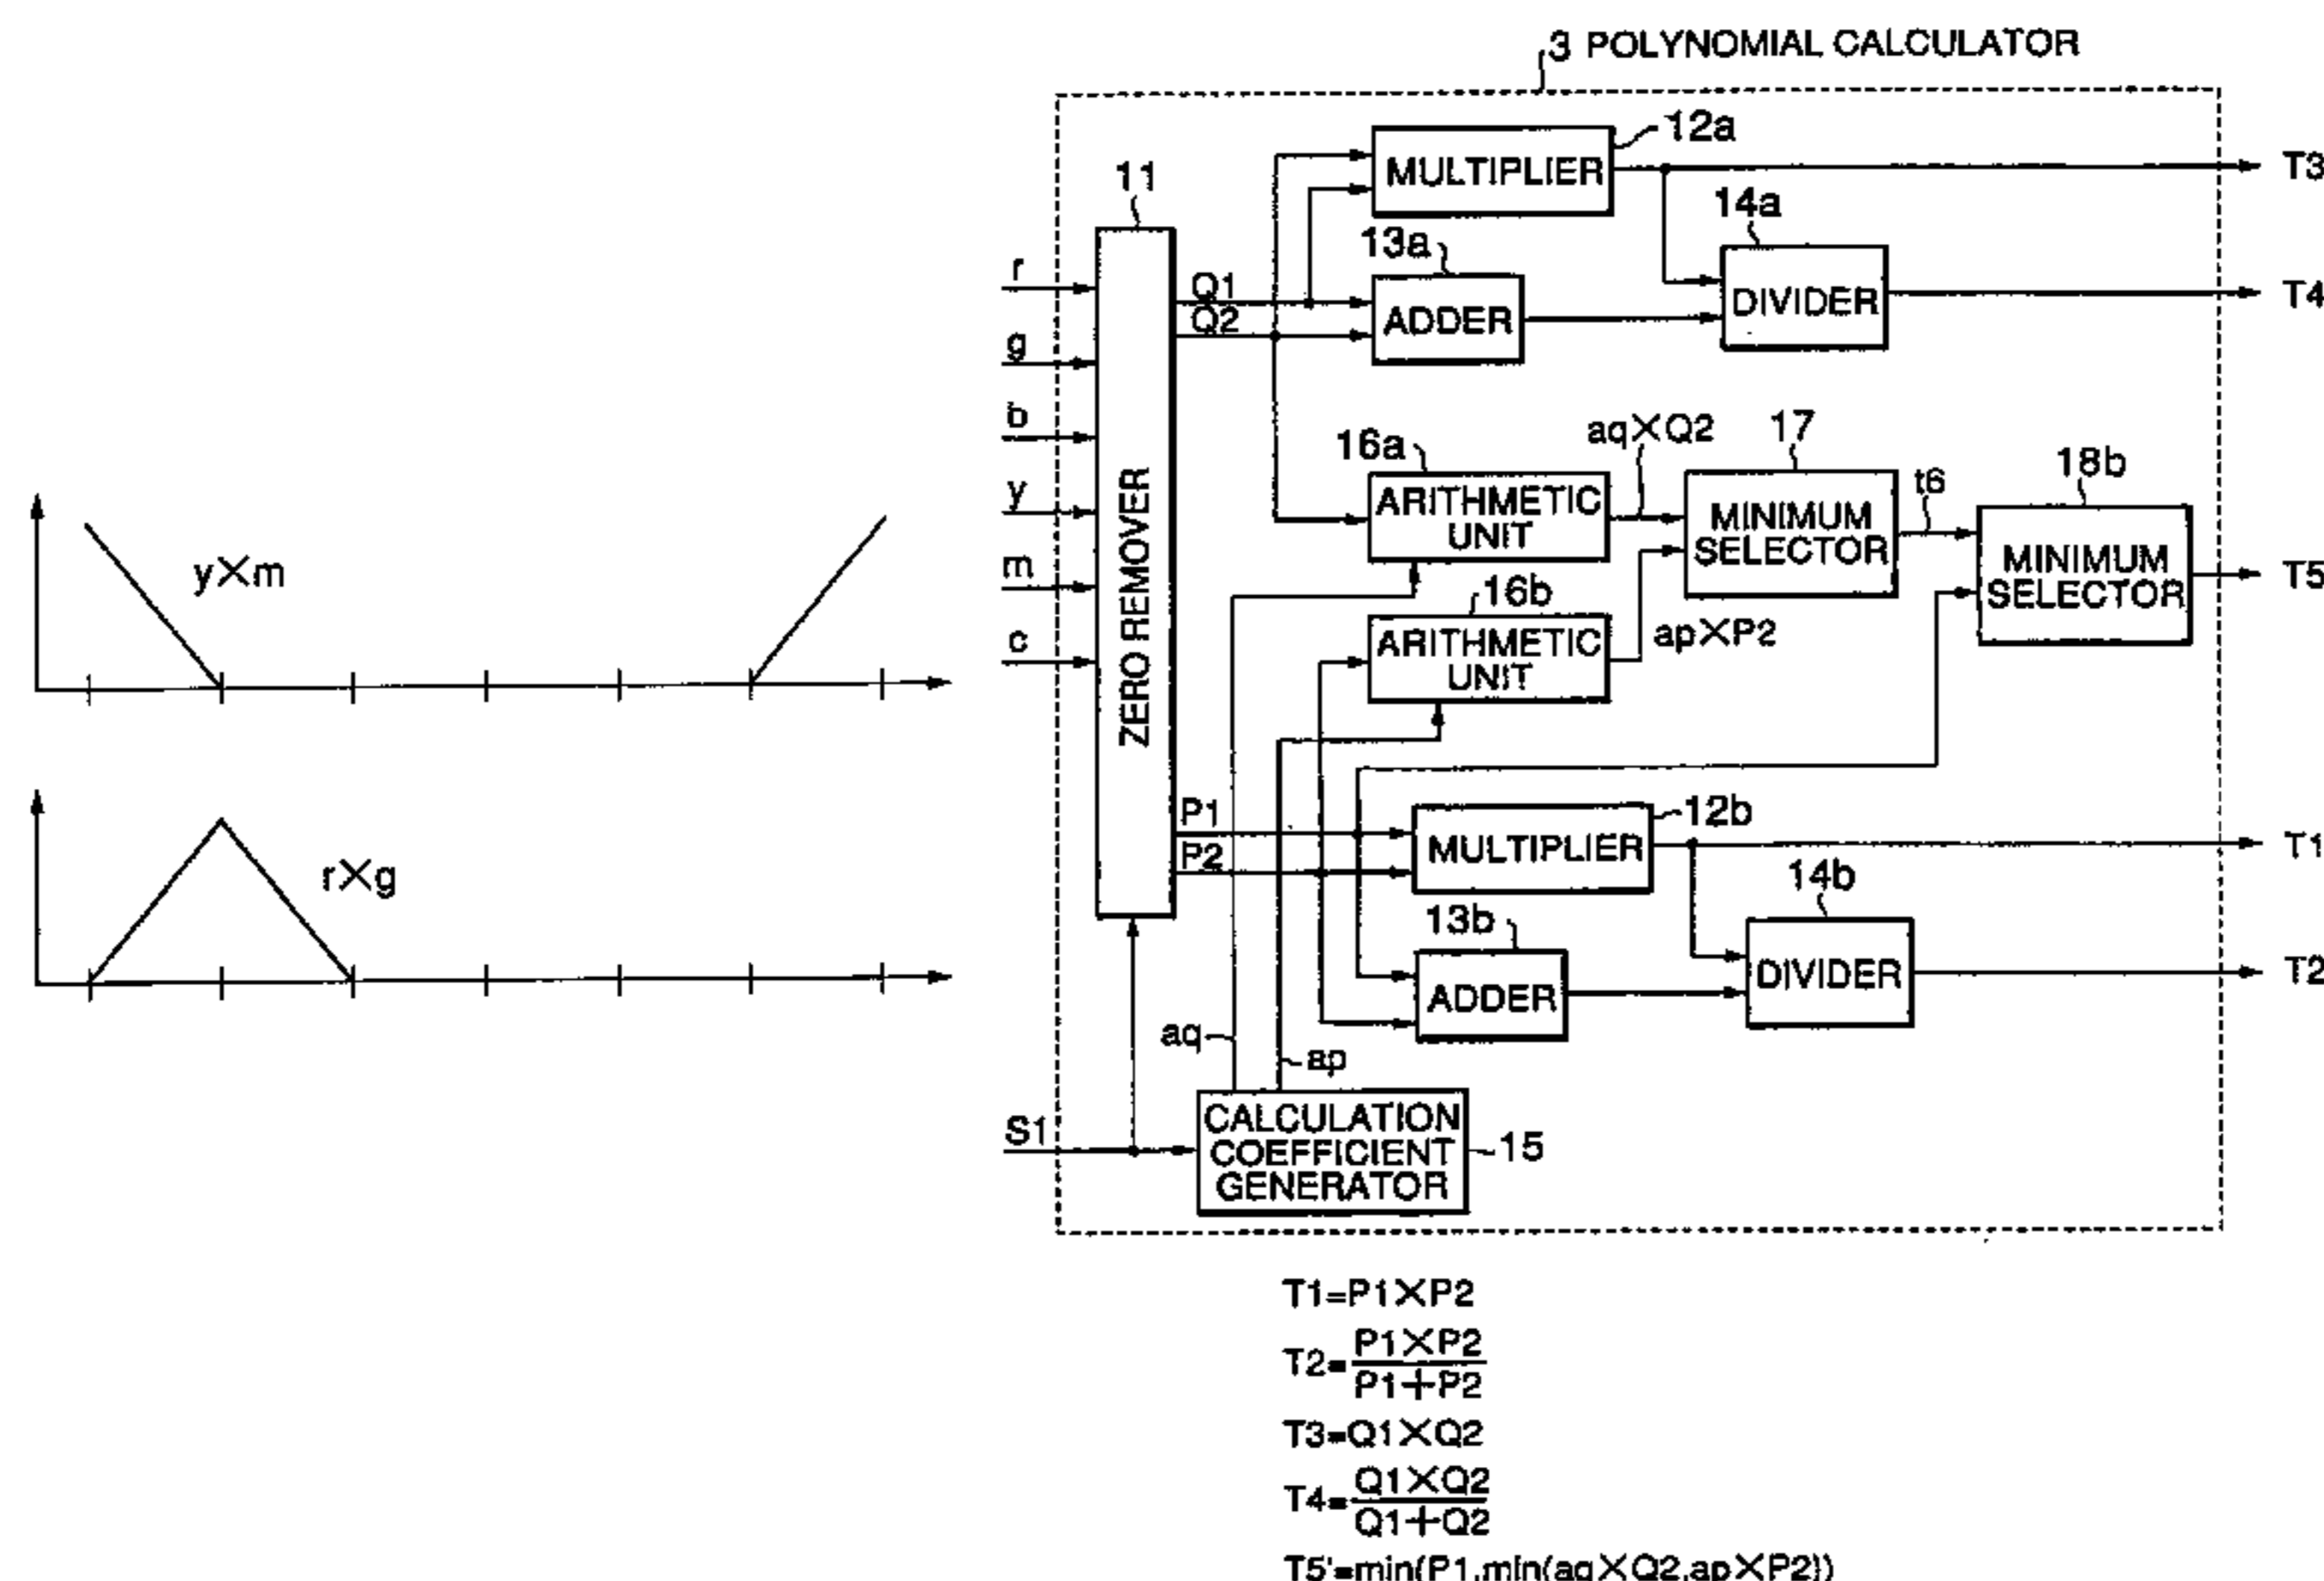 3 POLYNOMIAL CALCULATOR
12a
MULTIPLIER
T3
11
14a
13a
r
Q1
DIVIDER
T4
Q2
ADDER
g
b
aq×Q2
17
16a
18b
y
ARITHMETIC
UNIT
t6
MINIMUM
SELECTOR
y×m
MINIMUM
SELECTOR
T5
m
16b
ZERO REMOVER
c
ARITHMETIC
UNIT
ap×P2
P1
12b
MULTIPLIER
T1
P2
r×g
14b
13b
DIVIDER
T2
ADDER
aq
ap
S1
CALCULATION
COEFFICIENT
GENERATOR
15
T1=P1×P2
T2=P1×P2
P1+P2
T3=Q1×Q2
T4=Q1×Q2
Q1+Q2
T5'=min(P1,min(aq×Q2,ap×P2))